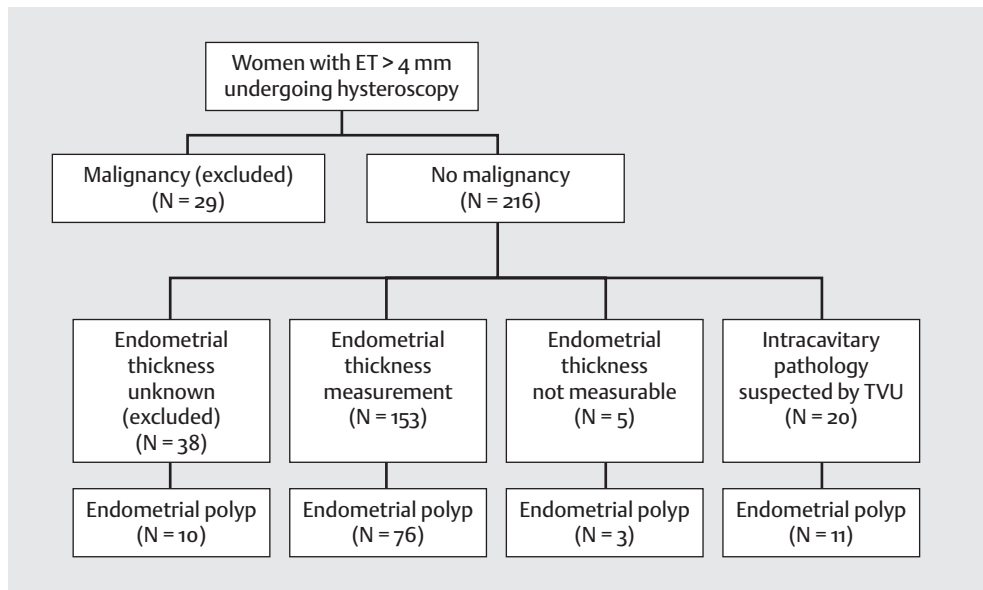 Women with ET > 4 mm
undergoing hysteroscopy
Malignancy (excluded)
(N = 29)
No malignancy
(N = 216)
Endometrial
thickness
unknown
(excluded)
(N = 38)
Endometrial
thickness
measurement
(N = 153)
Endometrial
thickness
not measurable
(N = 5)
Intracavitary
pathology
suspected by TVU
(N = 20)
Endometrial polyp
(N = 10)
Endometrial polyp
(N = 76)
Endometrial polyp
(N = 3)
Endometrial polyp
(N = 11)